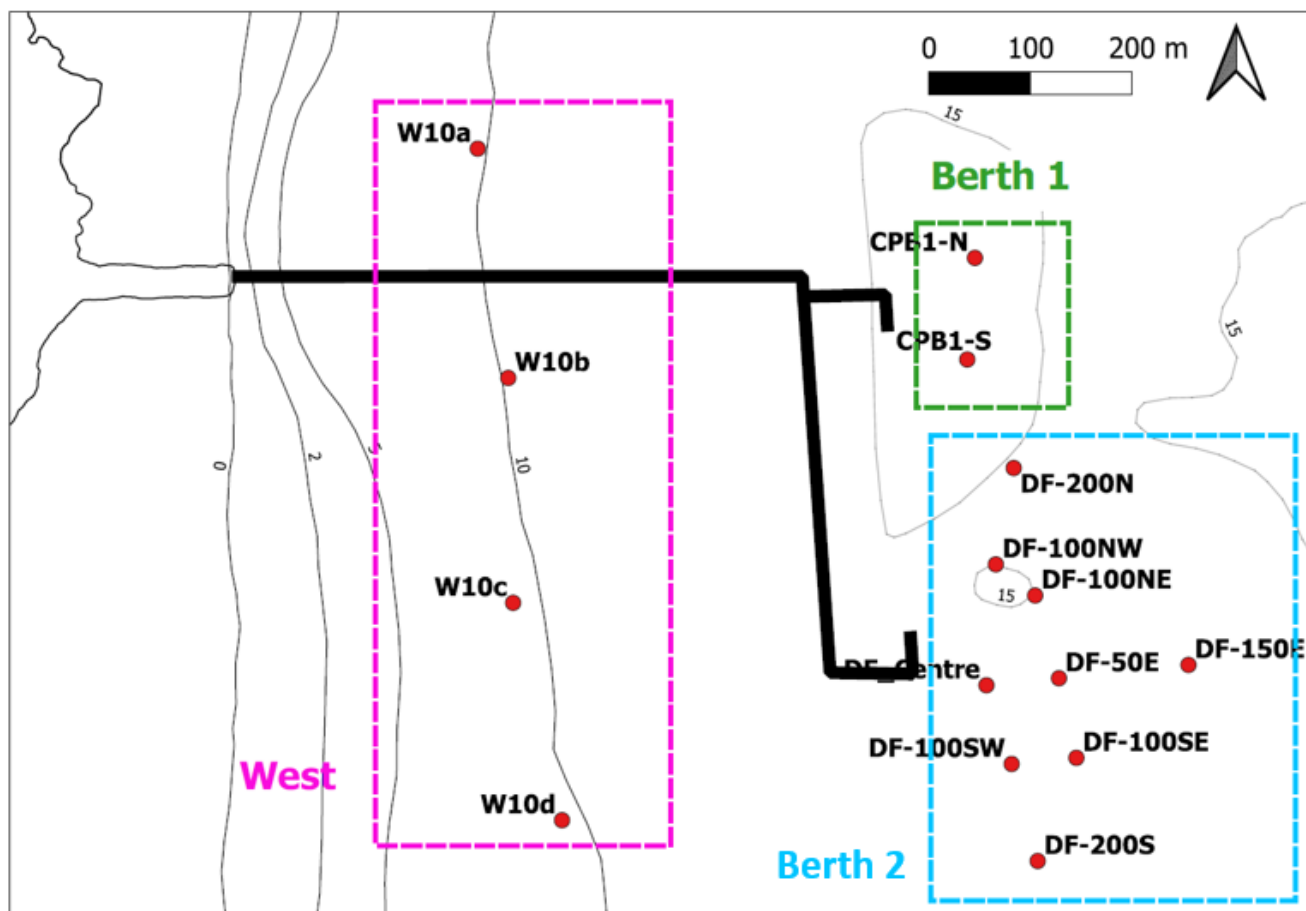 0 100 200 m
15
W10a
Berth 1
CPB1-N
15
CPB1-S
W10b
5
0
2
10
DF-200N
DF-100NW
DF-100NE
15
W10c
DF-150E
DF-50E
DF_Centre
DF-100SW
DF-100SE
West
W10d
DF-200S
Berth 2